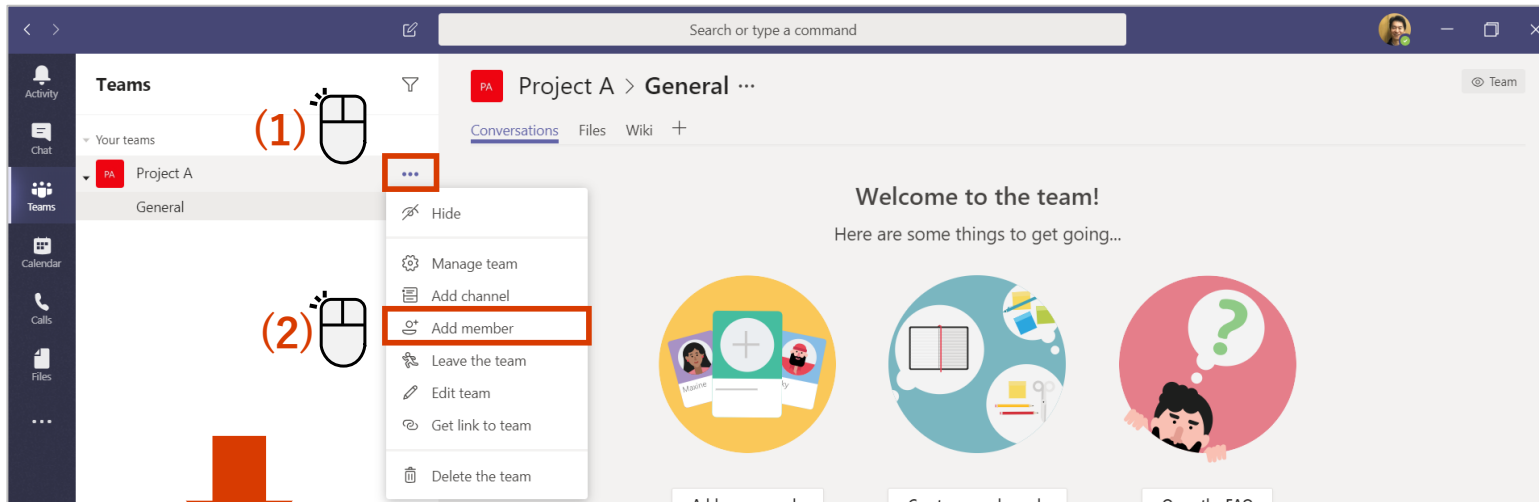 Search or type a command
Activity
Chat
Teams
Calendar
Calls
Files
Teams
Your teams
PA Project A
General
(1)
(2)
Hide
Manage team
Add channel
Add member
Leave the team
Edit team
Get link to team
Delete the team
PA Project A > General ...
Team
Conversations Files Wiki +
Welcome to the team!
Here are some things to get going...
Maxine